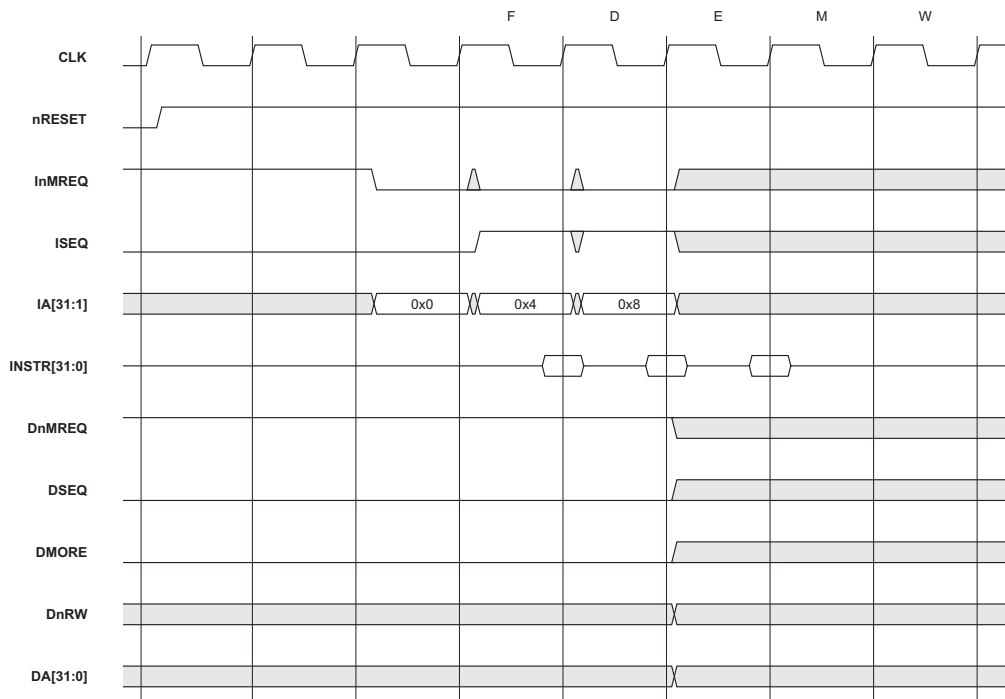 F D E M W
CLK
nRESET
InMREQ
ISEQ
IA[31:1] 0x0 0x4 0x8
INSTR[31:0]
DnMREQ
DSEQ
DMORE
DnRW
DA[31:0]